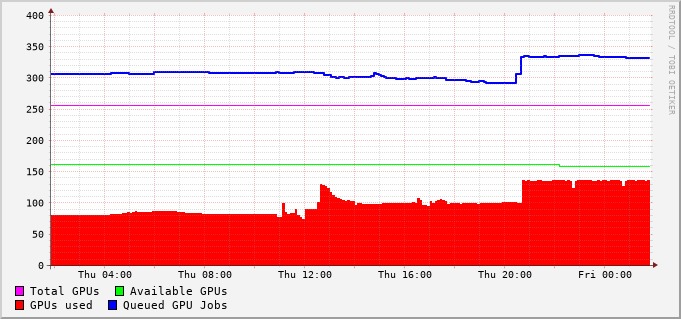 400
350
300
250
200
150
100
50
0
Thu 04:00 Thu 08:00 Thu 12:00 Thu 16:00 Thu 20:00 Fri 00:00
Total GPUs Available GPUs
GPUs used Queued GPU Jobs
RRDTOOL / TOBI OETIKER